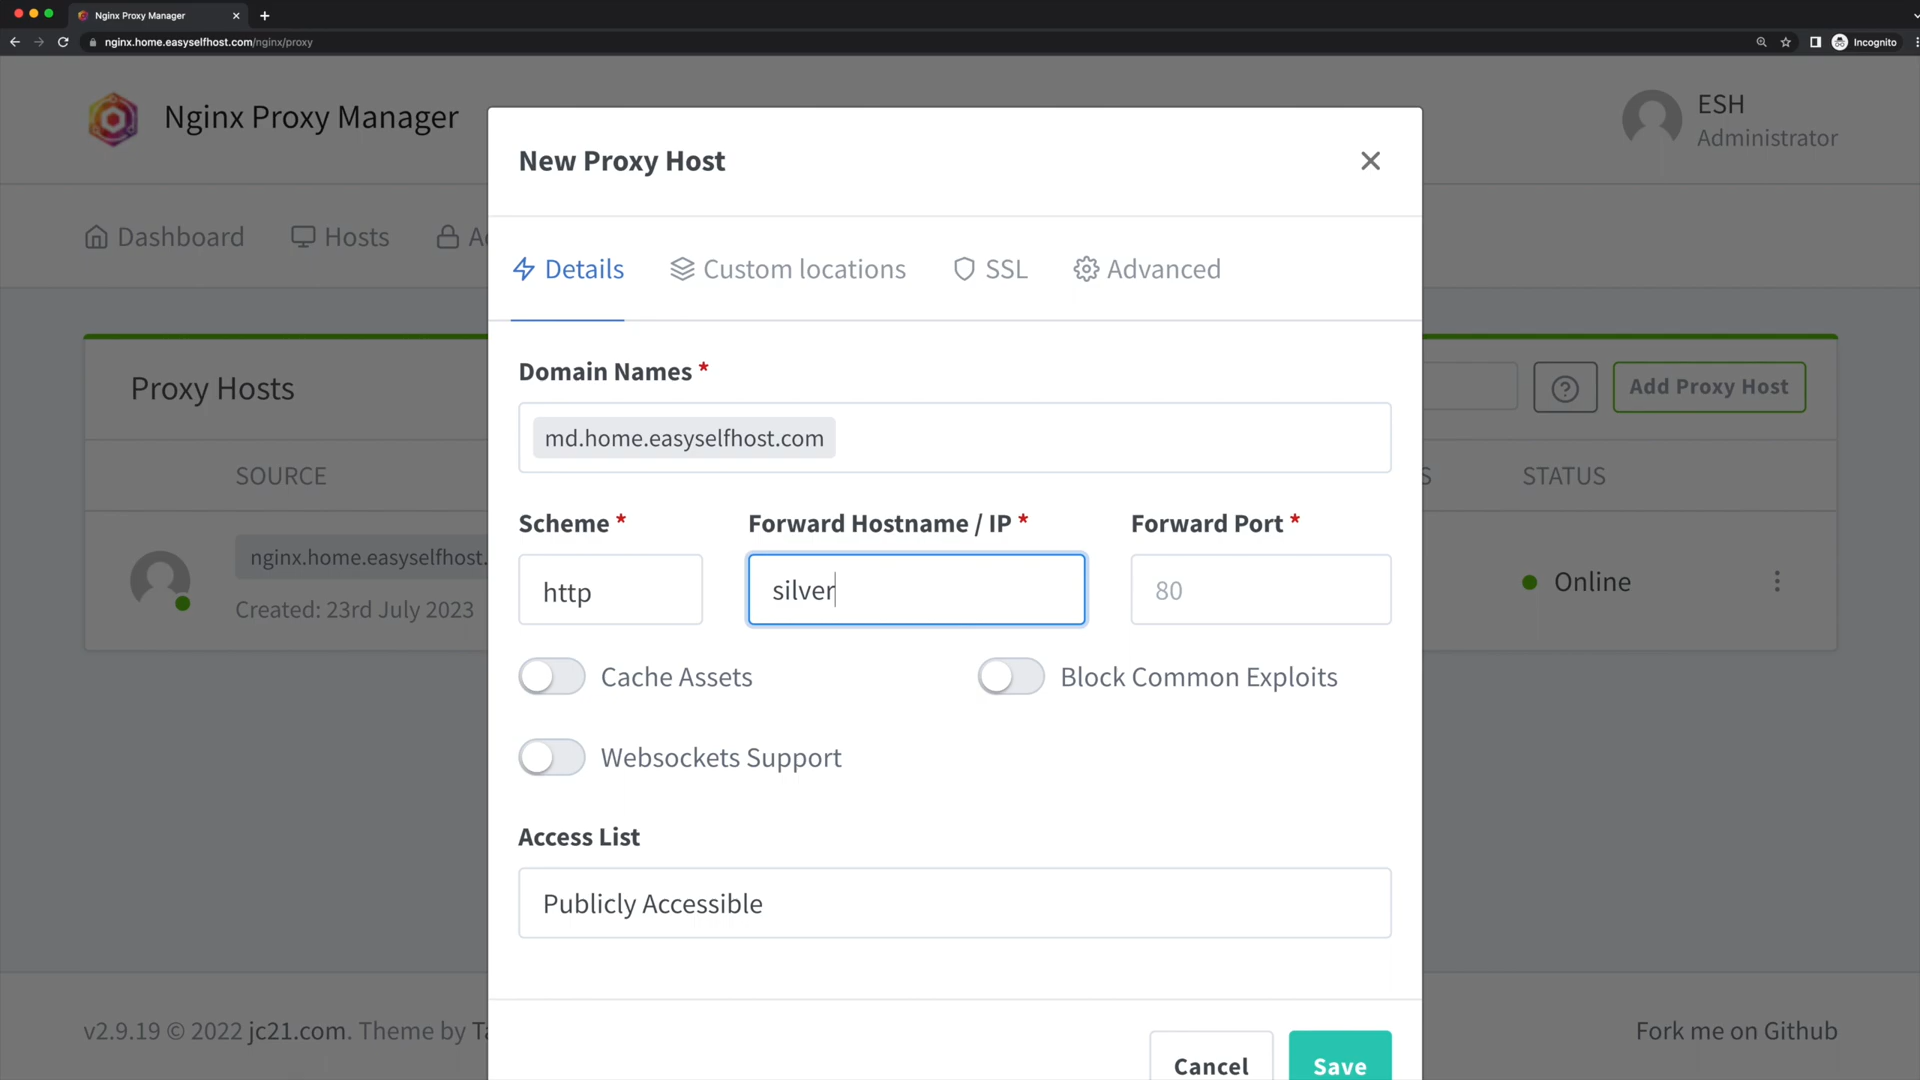 Nginx Proxy Manager
nginx.home.easyselfhost.com/nginx/proxy
Incognito
Nginx Proxy Manager
ESH
Administrator
Dashboard
Hosts
New Proxy Host
Details
Custom locations
SSL
Advanced
Proxy Hosts
Add Proxy Host
SOURCE
STATUS
nginx.home.easyselfhost.
Created: 23rd July 2023
Online
Domain Names *
md.home.easyselfhost.com
Scheme *
Forward Hostname / IP *
Forward Port *
http
silver
80
Cache Assets
Block Common Exploits
Websockets Support
Access List
Publicly Accessible
v2.9.19 © 2022 jc21.com. Theme by
Fork me on Github
Cancel
Save